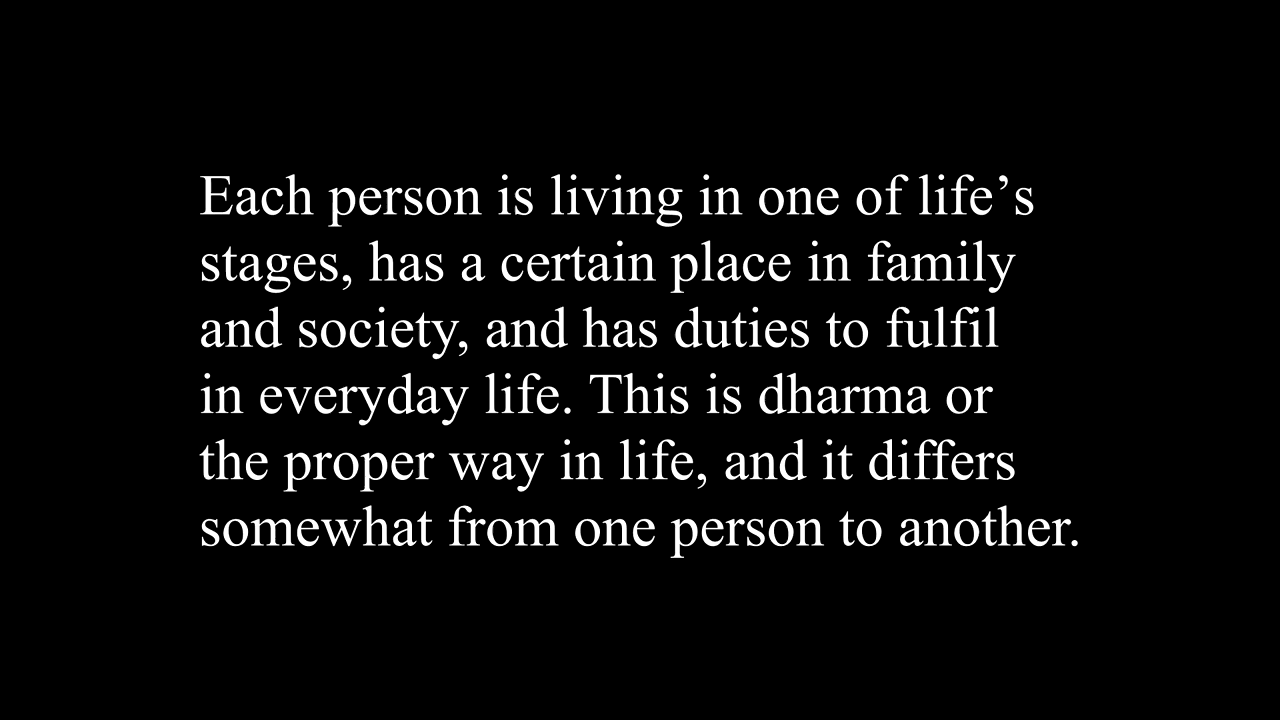 Each person is living in one of life’s
stages, has a certain place in family
and society, and has duties to fulfil
in everyday life. This is dharma or
the proper way in life, and it differs
somewhat from one person to another.